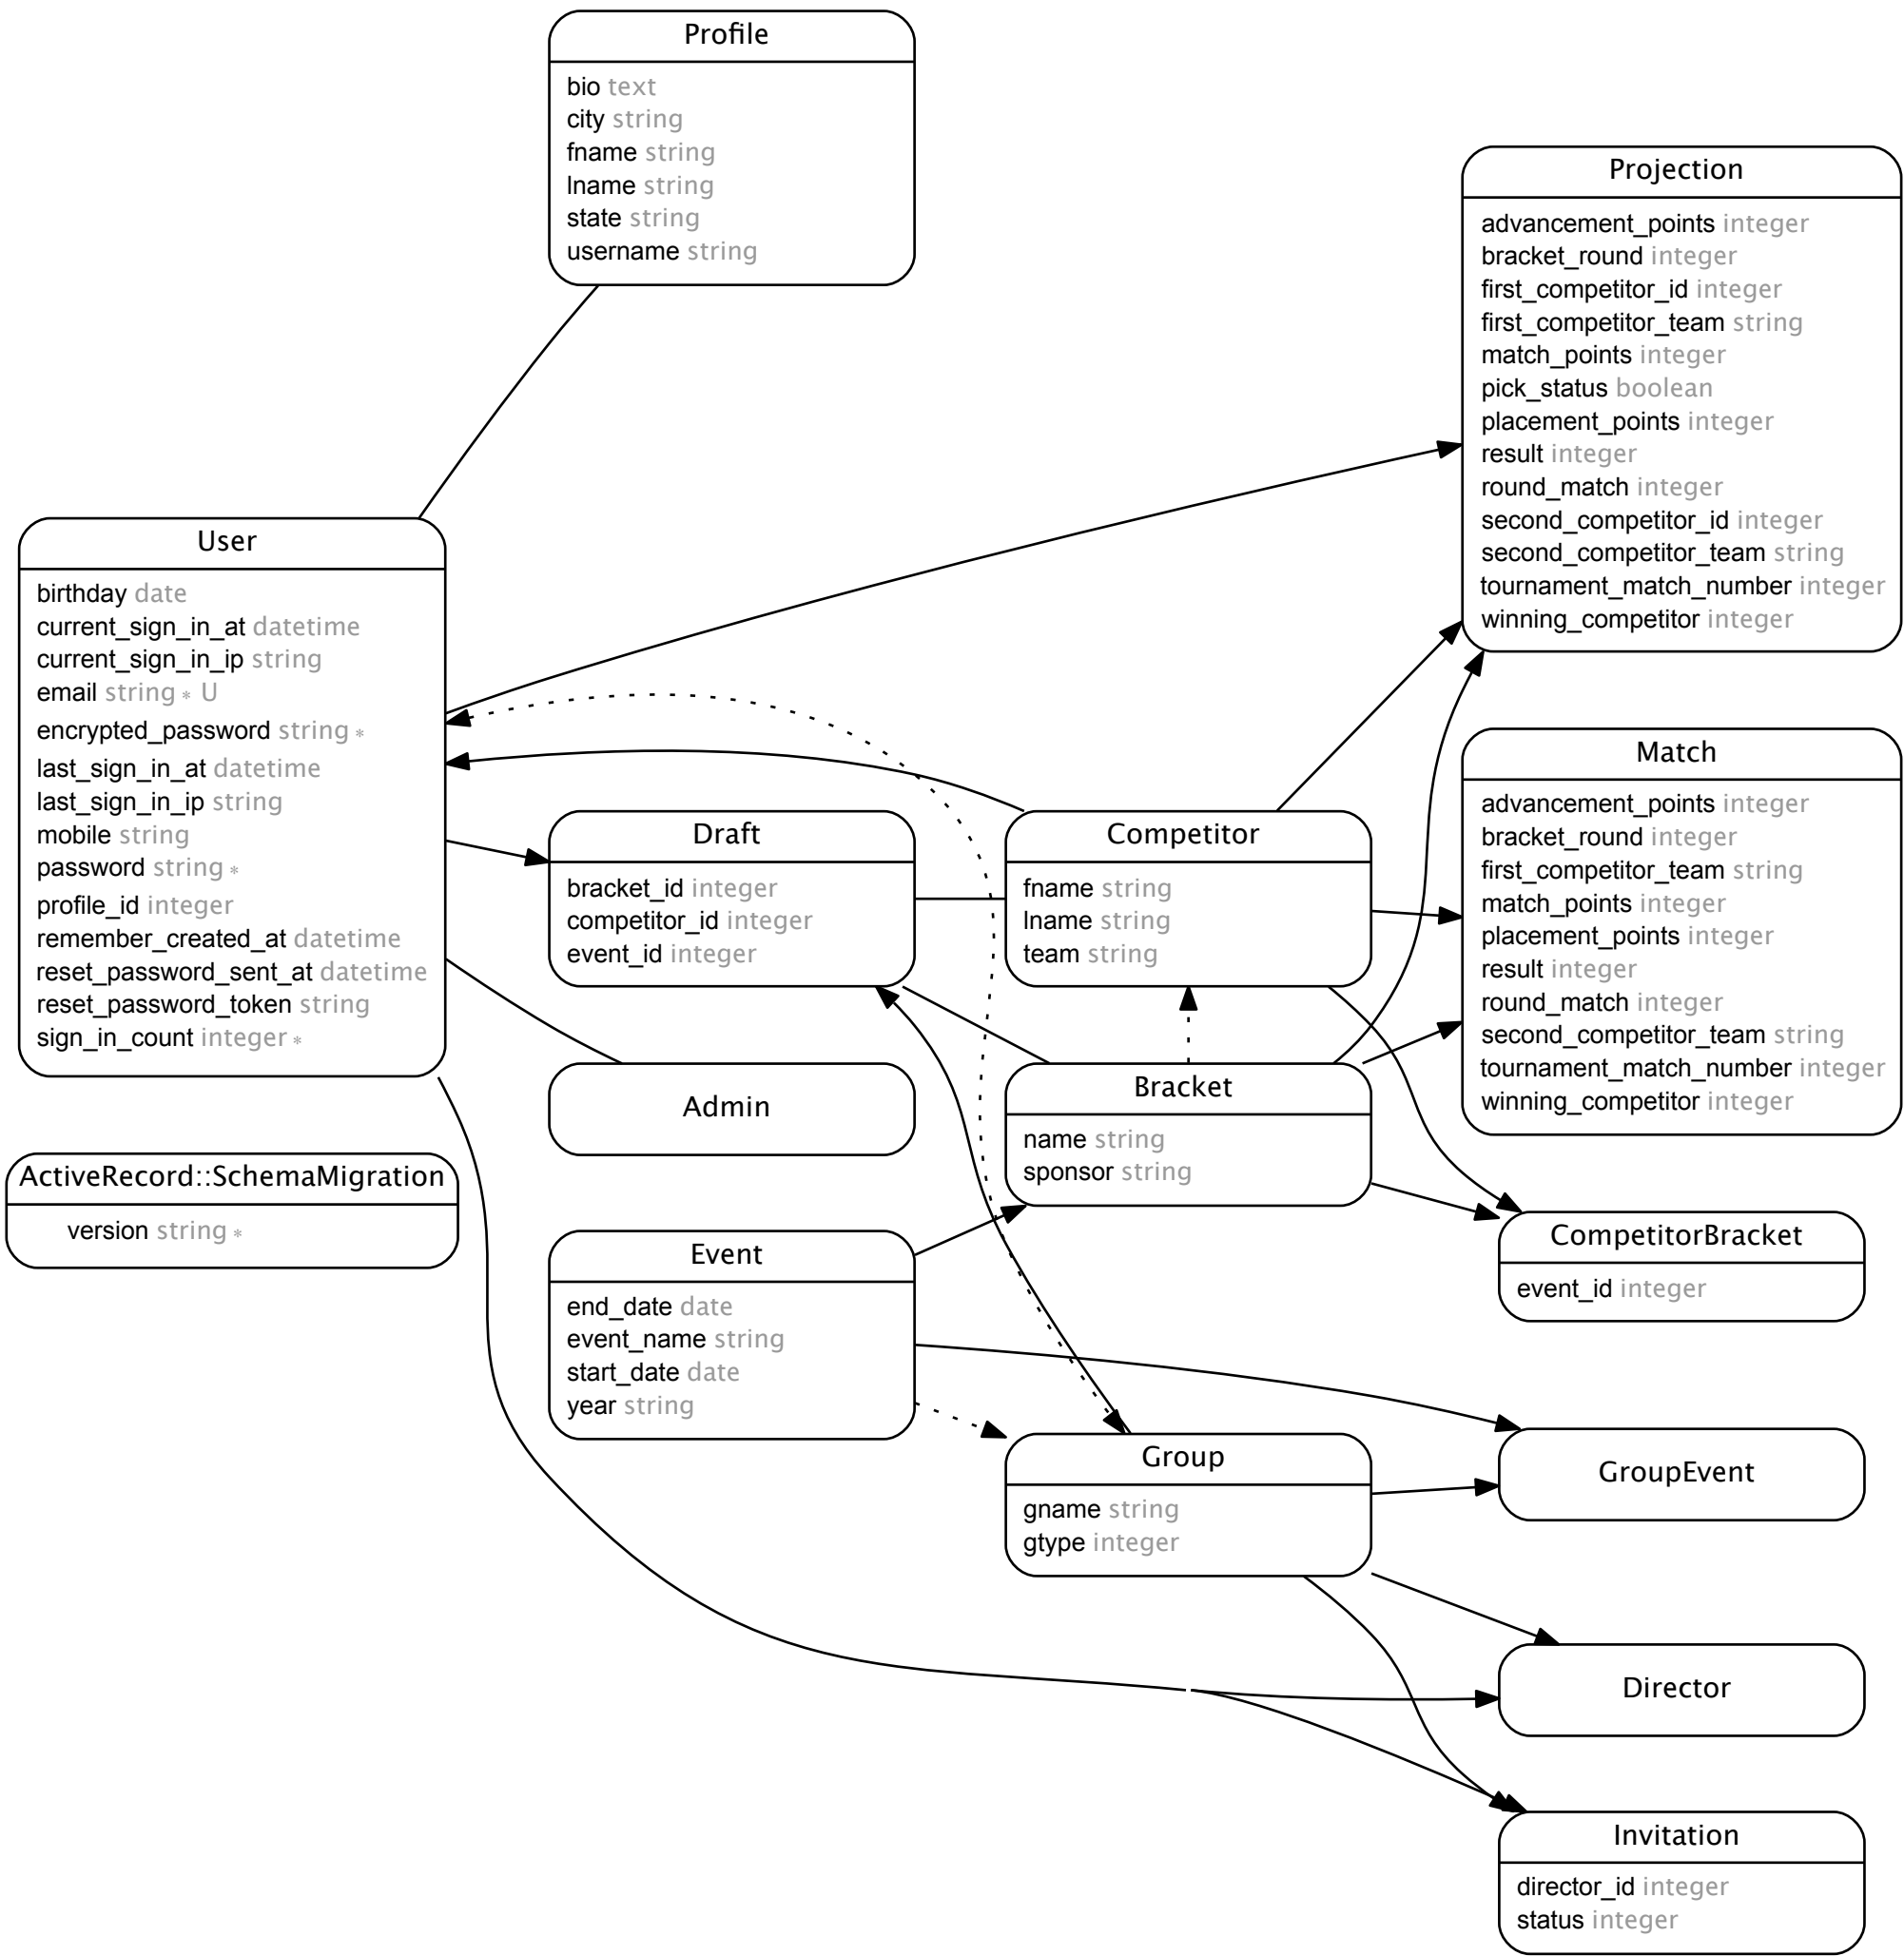 Profile
bio text
city string
fname string
lname string
state string
username string
Projection
advancement_points integer
bracket_round integer
first_competitor_id integer
first_competitor_team string
match_points integer
pick_status boolean
placement_points integer
result integer
round_match integer
second_competitor_id integer
second_competitor_team string
tournament_match_number integer
winning_competitor integer
User
birthday date
current_sign_in_at datetime
current_sign_in_ip string
email string ∗ U
encrypted_password string ∗
last_sign_in_at datetime
last_sign_in_ip string
mobile string
password string ∗
profile_id integer
remember_created_at datetime
reset_password_sent_at datetime
reset_password_token string
sign_in_count integer ∗
Match
advancement_points integer
bracket_round integer
first_competitor_team string
match_points integer
placement_points integer
result integer
round_match integer
second_competitor_team string
tournament_match_number integer
winning_competitor integer
Draft
bracket_id integer
competitor_id integer
event_id integer
Competitor
fname string
lname string
team string
Admin
Bracket
name string
sponsor string
ActiveRecord::SchemaMigration
version string ∗
CompetitorBracket
event_id integer
Event
end_date date
event_name string
start_date date
year string
Group
gname string
gtype integer
GroupEvent
Director
Invitation
director_id integer
status integer